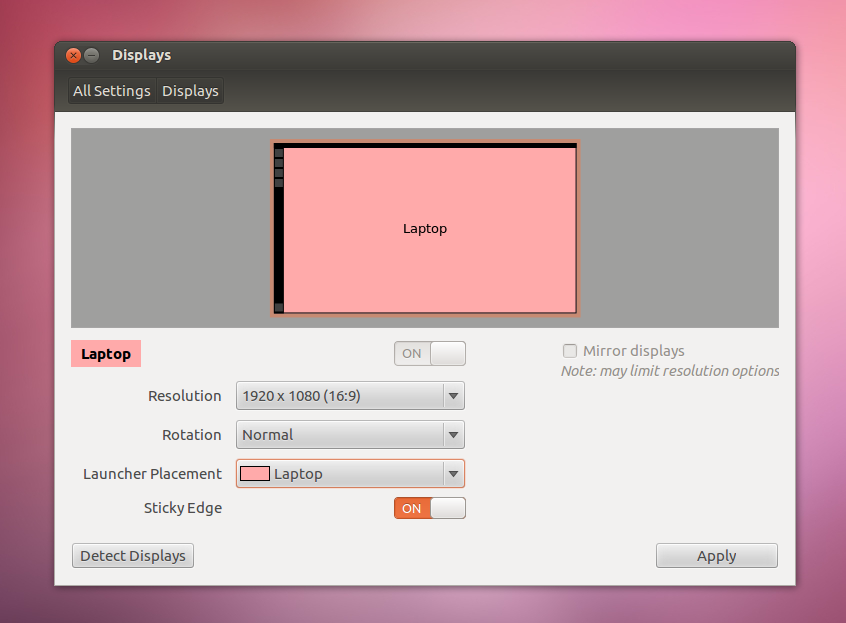 Displays
All Settings Displays
Laptop
Laptop ON Mirror displays
Note: may limit resolution options
Resolution 1920 x 1080 (16:9)
Rotation Normal
Launcher Placement Laptop
Sticky Edge ON
Detect Displays Apply